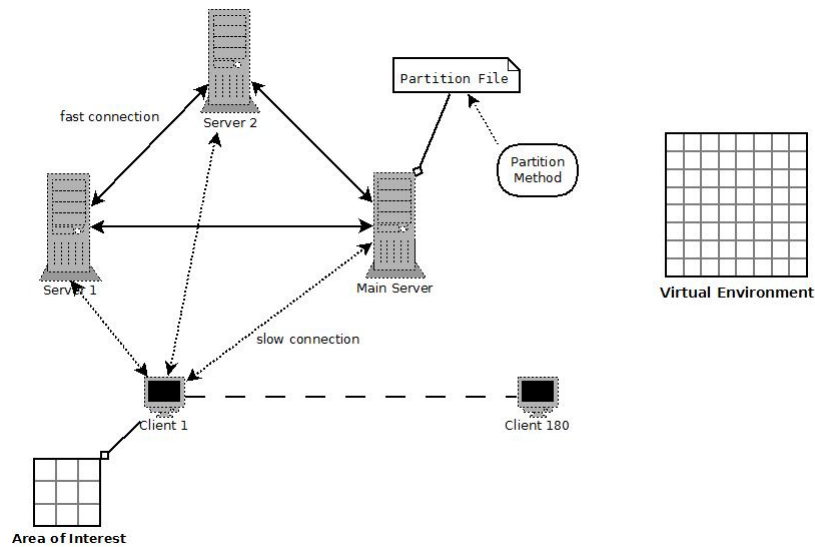 Partition File
fast connection
Server 2
Partition
Method
Server 1
Main Server
Virtual Environment
slow connection
Client 1
Client 180
Area of Interest